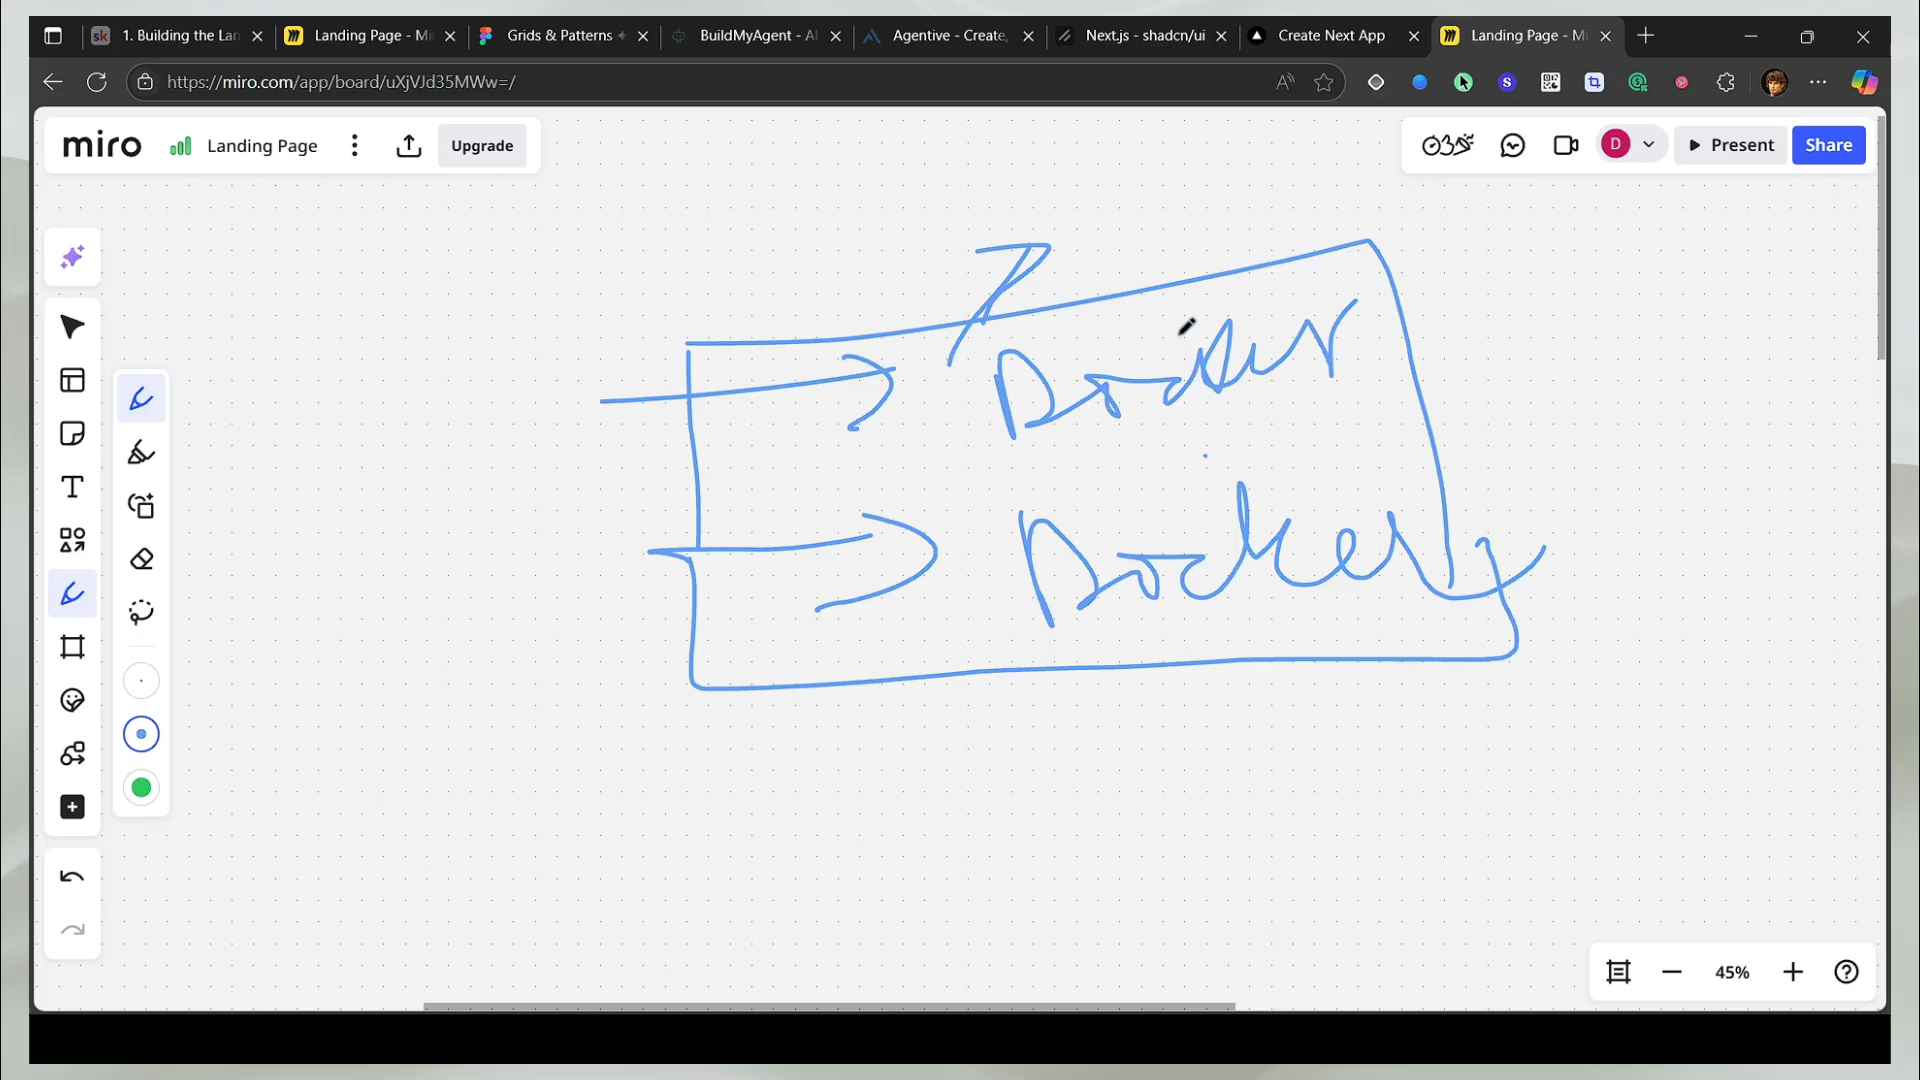 1. Building the Lan
Landing Page - Mi
Grids & Patterns
BuildMyAgent - AI
Agentive - Create,
Next.js - shadcn/ui
Create Next App
Landing Page - Mi
https://miro.com/app/board/uXjVJd35MWw=/
miro
Landing Page
Upgrade
D
Present
Share
Docker
Docker
45%